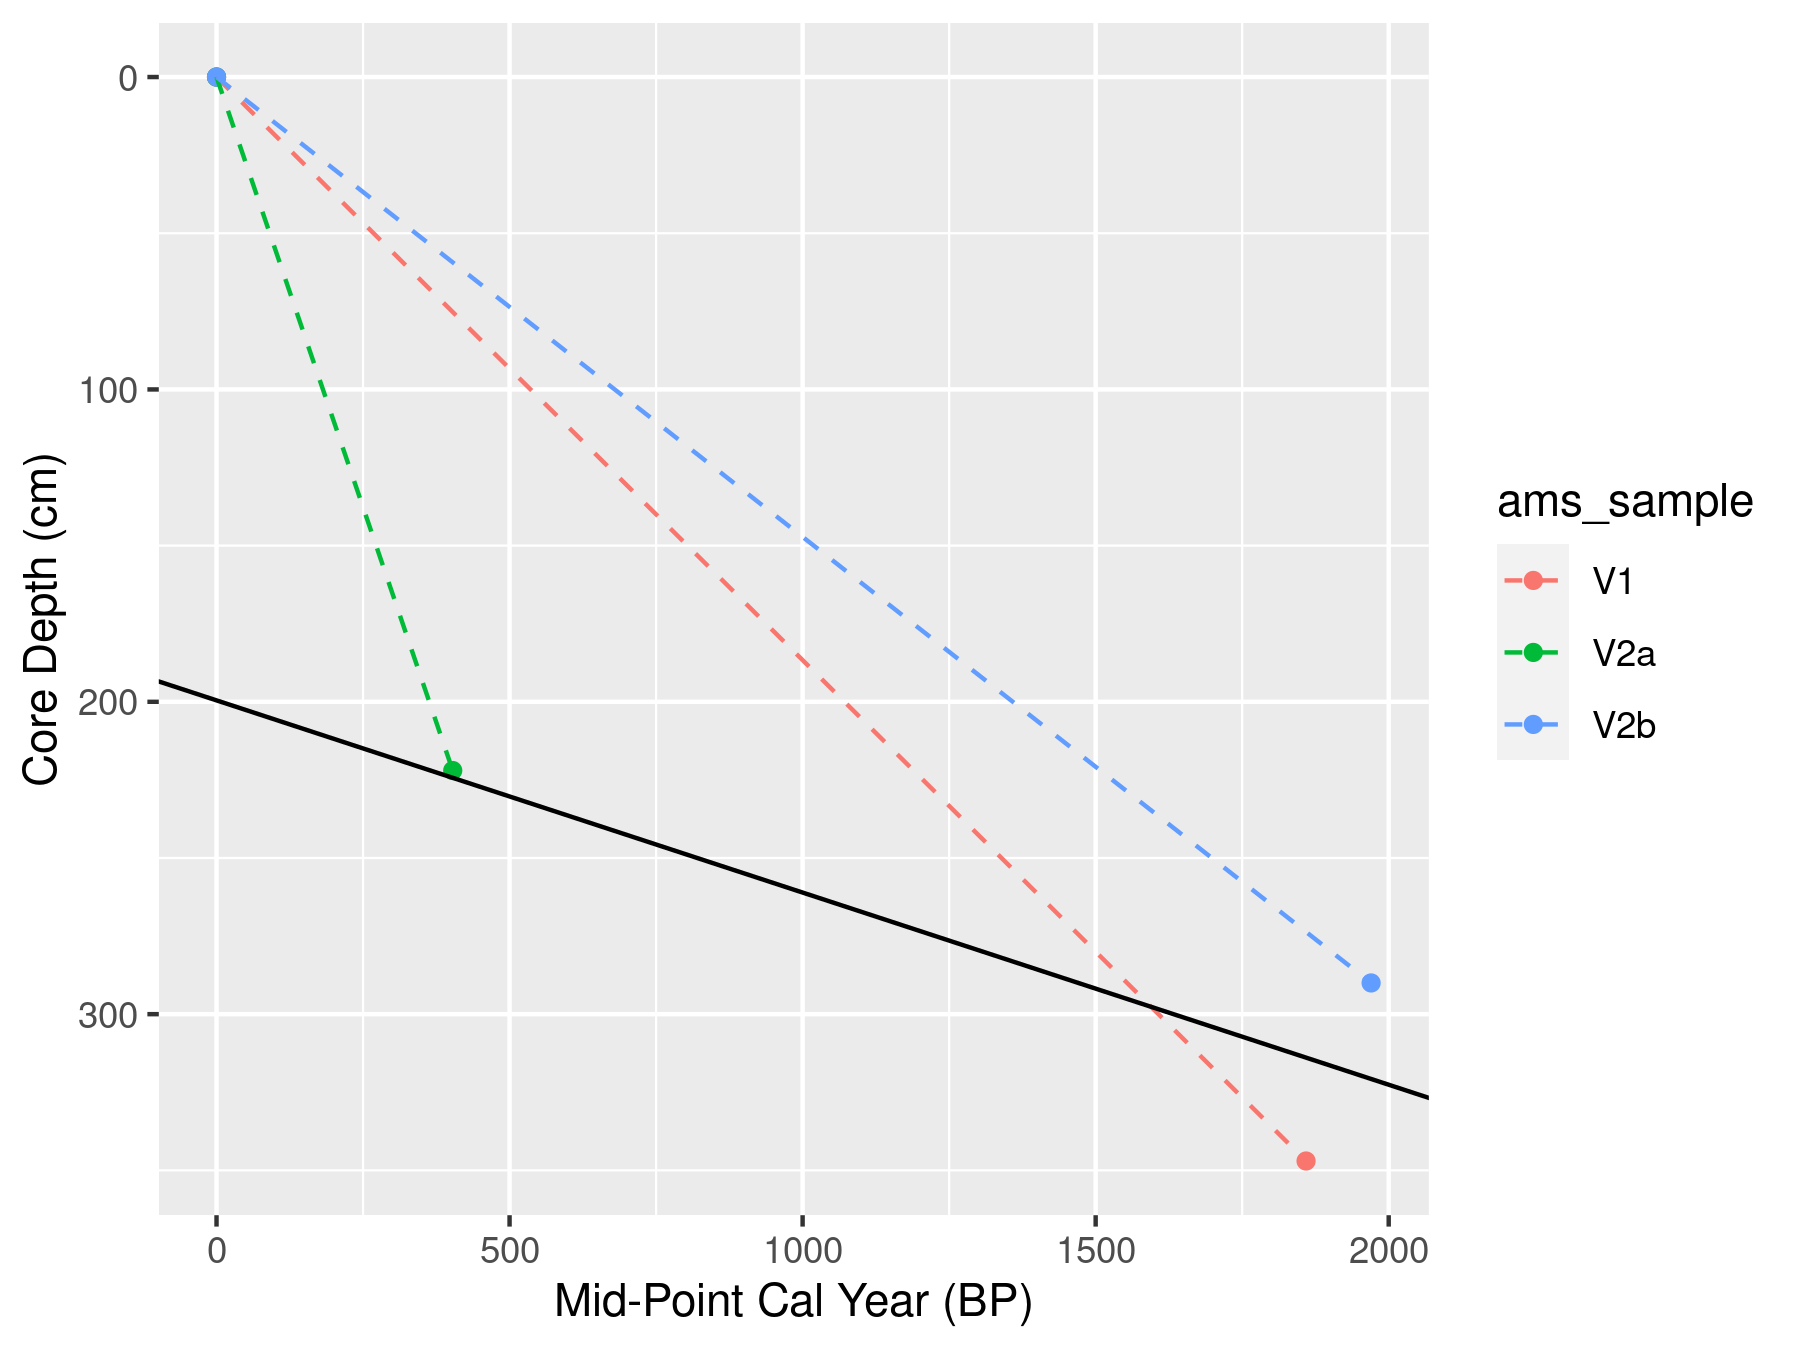 0
100
200
300
Core Depth (cm)
0 500 1000 1500 2000
Mid-Point Cal Year (BP)
ams_sample
V1
V2a
V2b